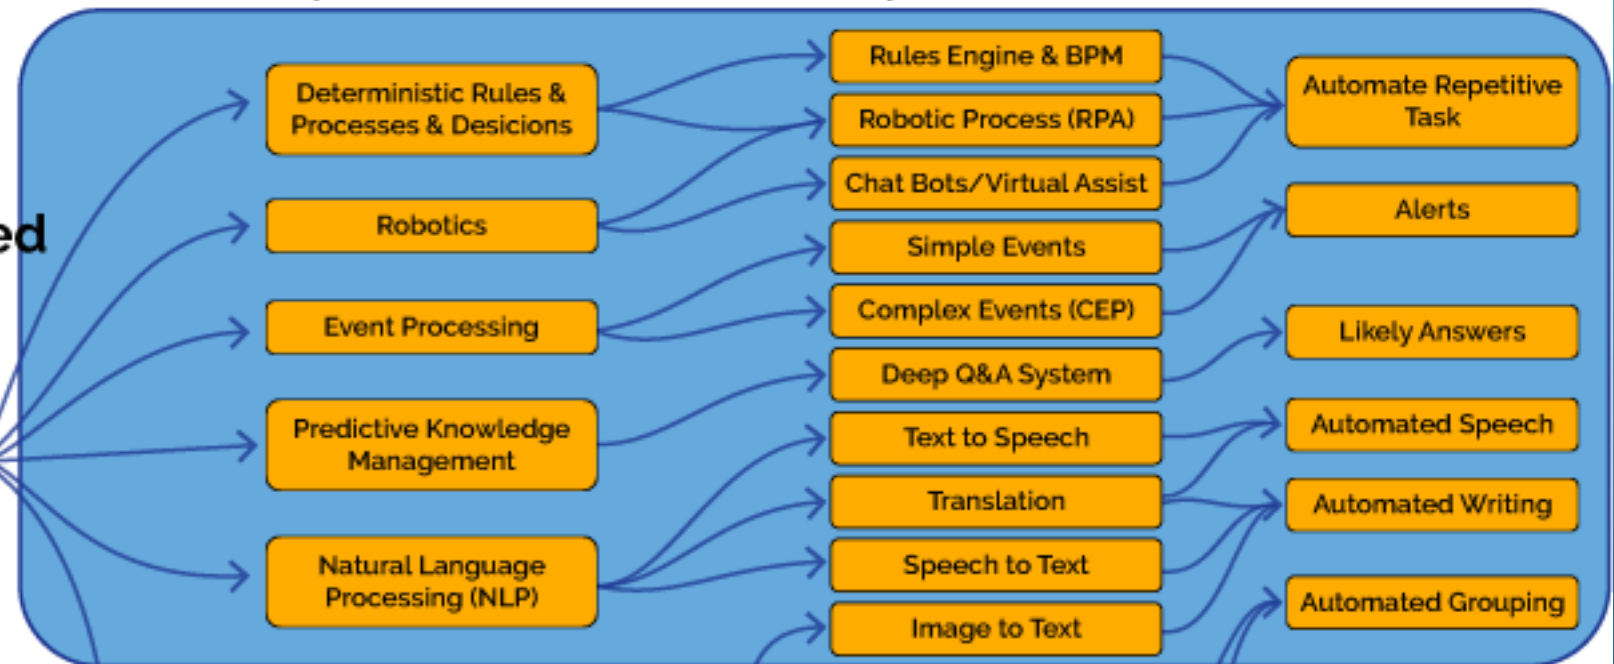 ed
Deterministic Rules &
Processes & Desicions
Robotics
Event Processing
Predictive Knowledge
Management
Natural Language
Processing (NLP)
Rules Engine & BPM
Robotic Process (RPA)
Chat Bots/Virtual Assist
Simple Events
Complex Events (CEP)
Deep Q&A System
Text to Speech
Translation
Speech to Text
Image to Text
Automate Repetitive
Task
Alerts
Likely Answers
Automated Speech
Automated Writing
Automated Grouping